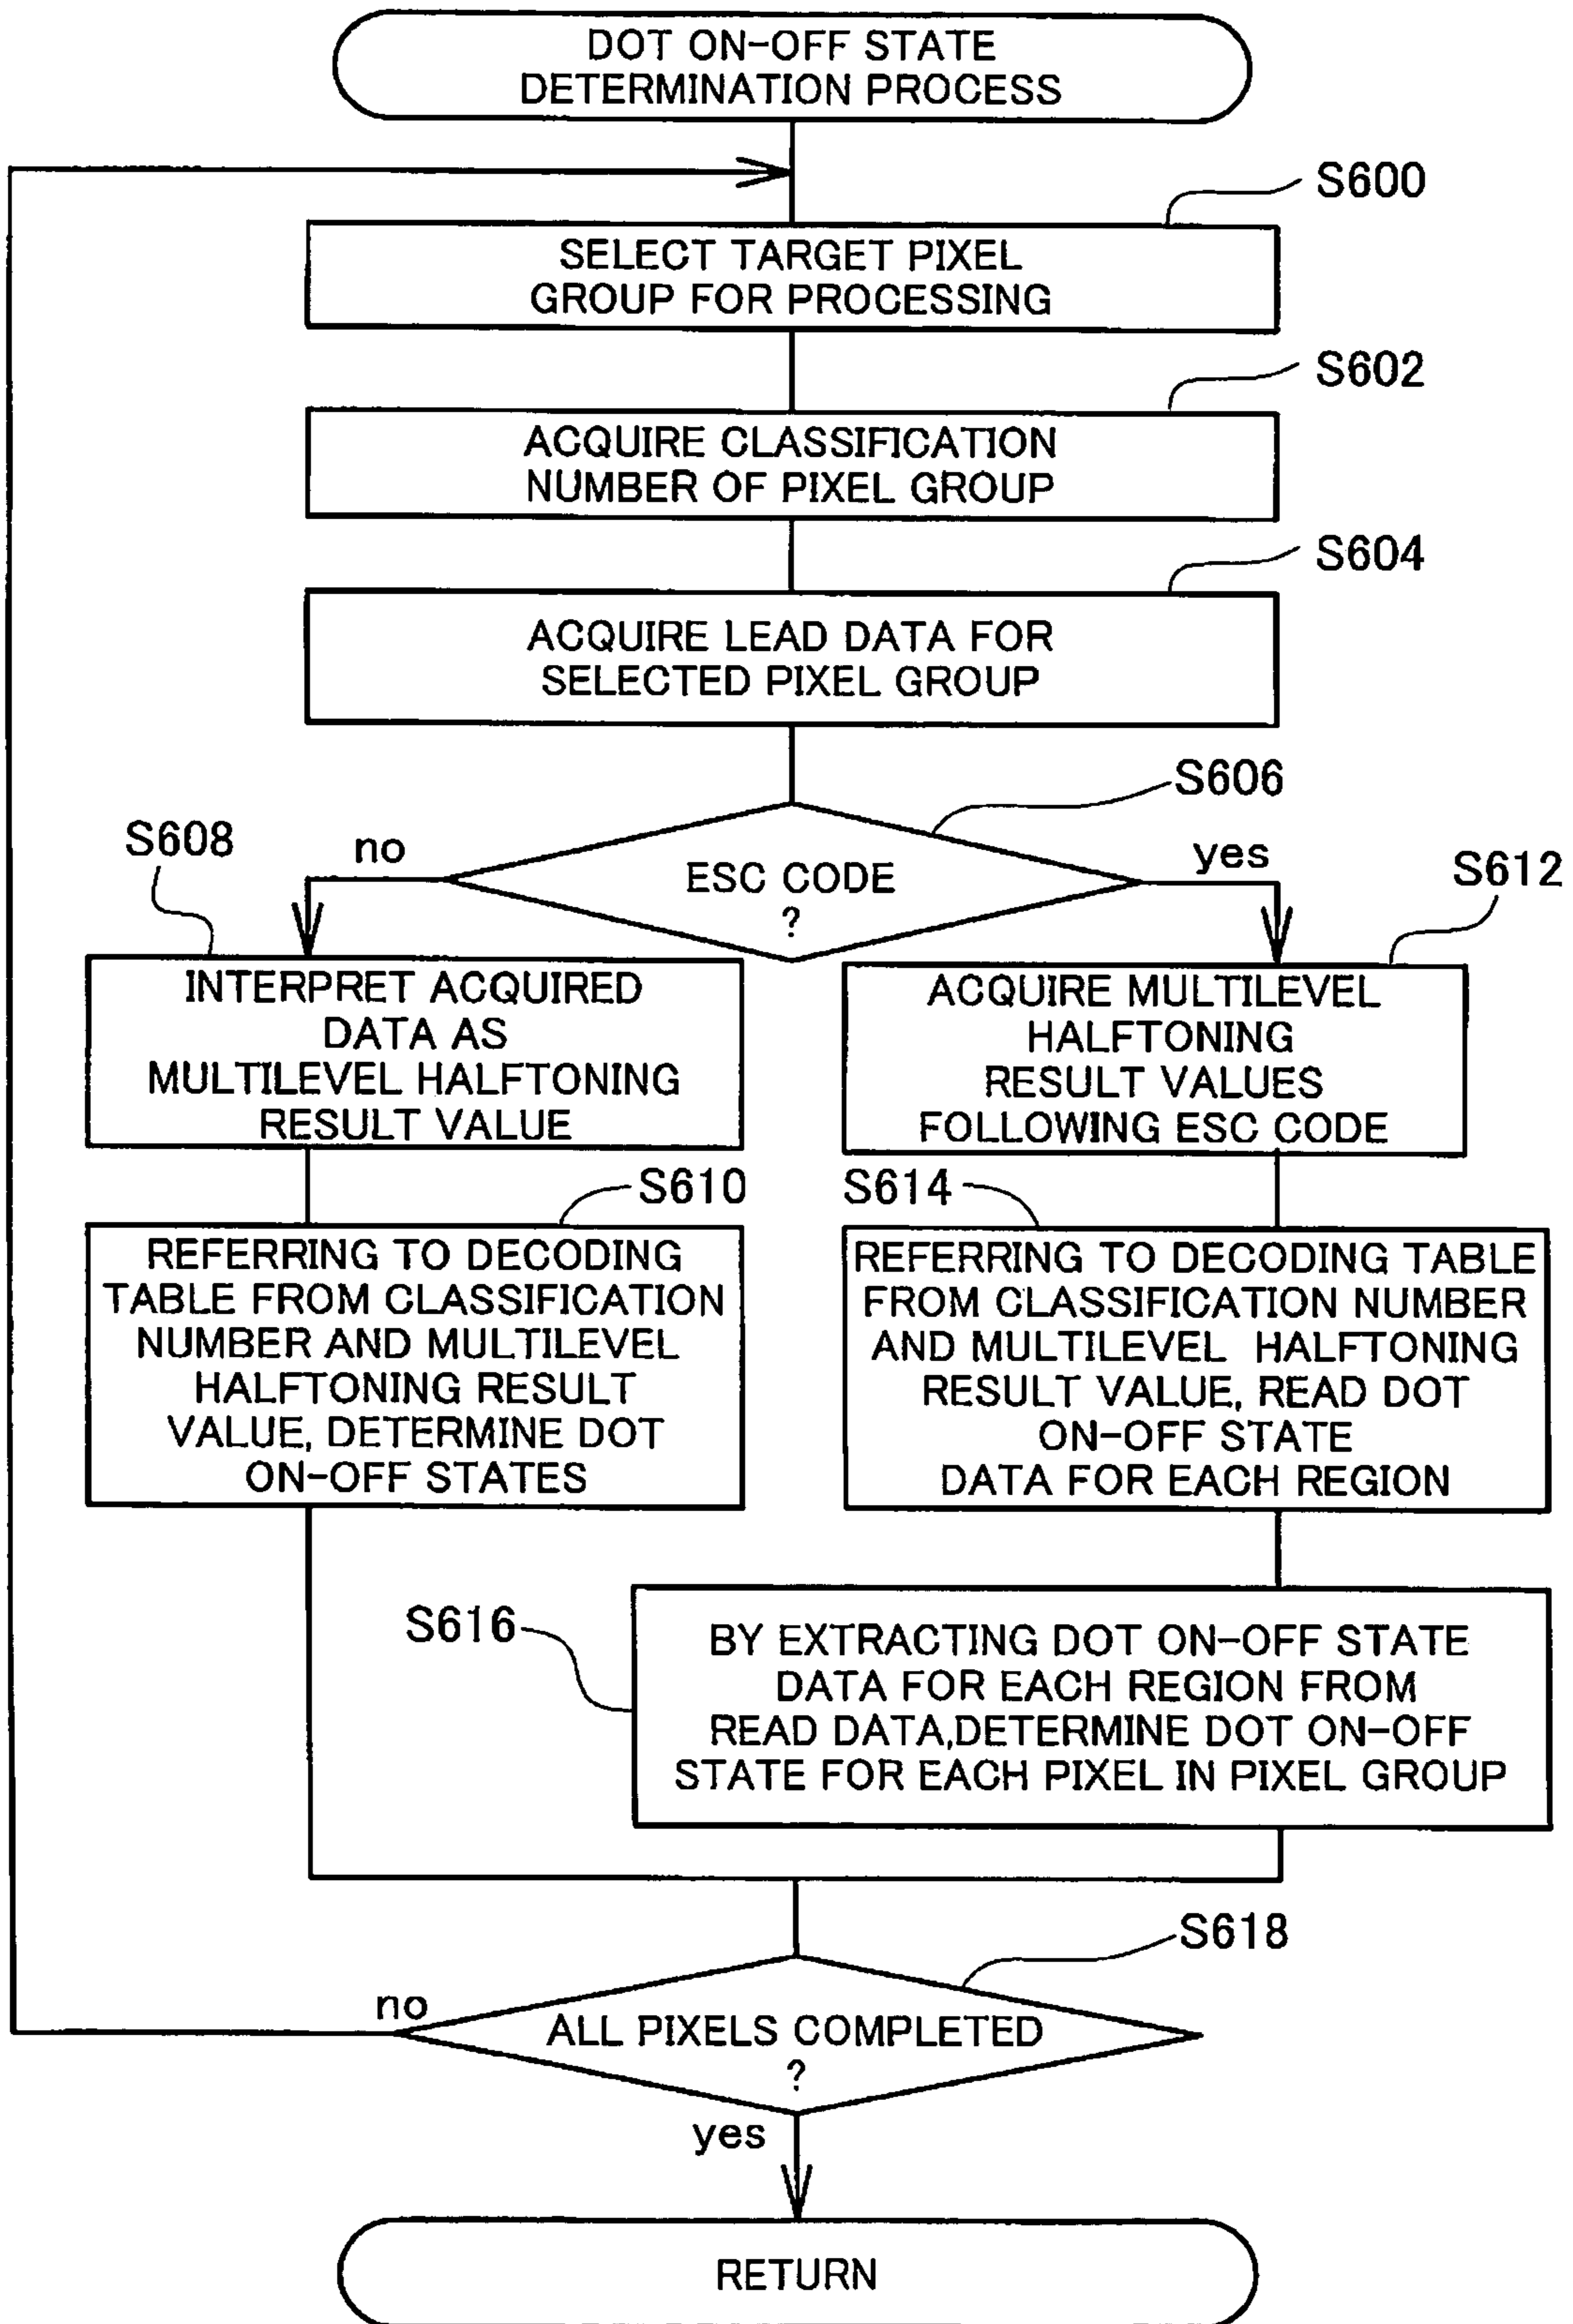 DOT ON-OFF STATE
DETERMINATION PROCESS
S600
SELECT TARGET PIXEL
GROUP FOR PROCESSING
S602
ACQUIRE CLASSIFICATION
NUMBER OF PIXEL GROUP
S604
ACQUIRE LEAD DATA FOR
SELECTED PIXEL GROUP
S606
ESC CODE
?
no
yes
S608
INTERPRET ACQUIRED
DATA AS
MULTILEVEL HALFTONING
RESULT VALUE
S612
ACQUIRE MULTILEVEL
HALFTONING
RESULT VALUES
FOLLOWING ESC CODE
S610
REFERRING TO DECODING
TABLE FROM CLASSIFICATION
NUMBER AND MULTILEVEL
HALFTONING RESULT
VALUE, DETERMINE DOT
ON-OFF STATES
S614
REFERRING TO DECODING TABLE
FROM CLASSIFICATION NUMBER
AND MULTILEVEL HALFTONING
RESULT VALUE, READ DOT
ON-OFF STATE
DATA FOR EACH REGION
S616
BY EXTRACTING DOT ON-OFF STATE
DATA FOR EACH REGION FROM
READ DATA,DETERMINE DOT ON-OFF
STATE FOR EACH PIXEL IN PIXEL GROUP
S618
no
ALL PIXELS COMPLETED
?
yes
RETURN